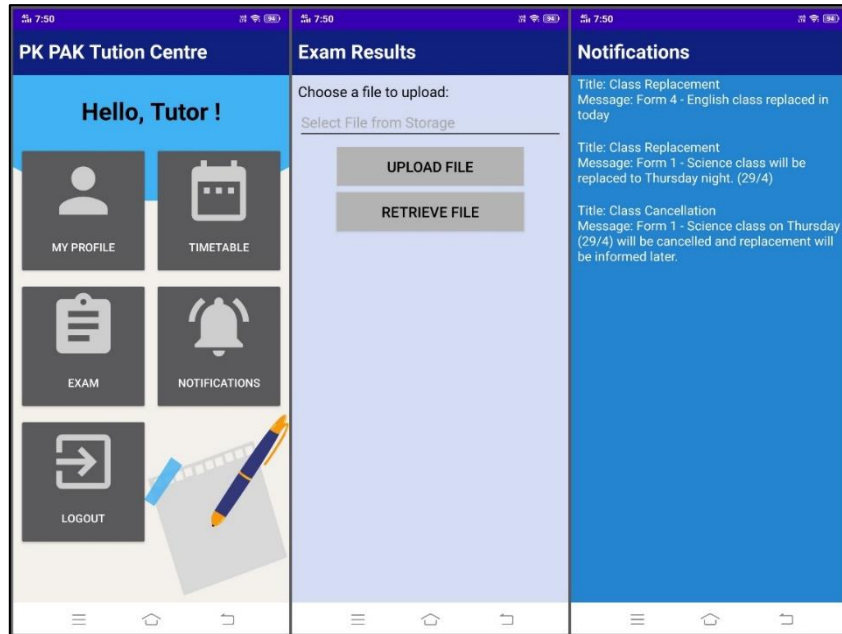 7:50
94
PK PAK Tution Centre
Hello, Tutor !
MY PROFILE
TIMETABLE
EXAM
NOTIFICATIONS
LOGOUT
7:50
94
Exam Results
Choose a file to upload:
Select File from Storage
UPLOAD FILE
RETRIEVE FILE
7:50
94
Notifications
Title: Class Replacement
Message: Form 4 - English class replaced in
today
Title: Class Replacement
Message: Form 1 - Science class will be
replaced to Thursday night. (29/4)
Title: Class Cancellation
Message: Form 1 - Science class on Thursday
(29/4) will be cancelled and replacement will
be informed later.